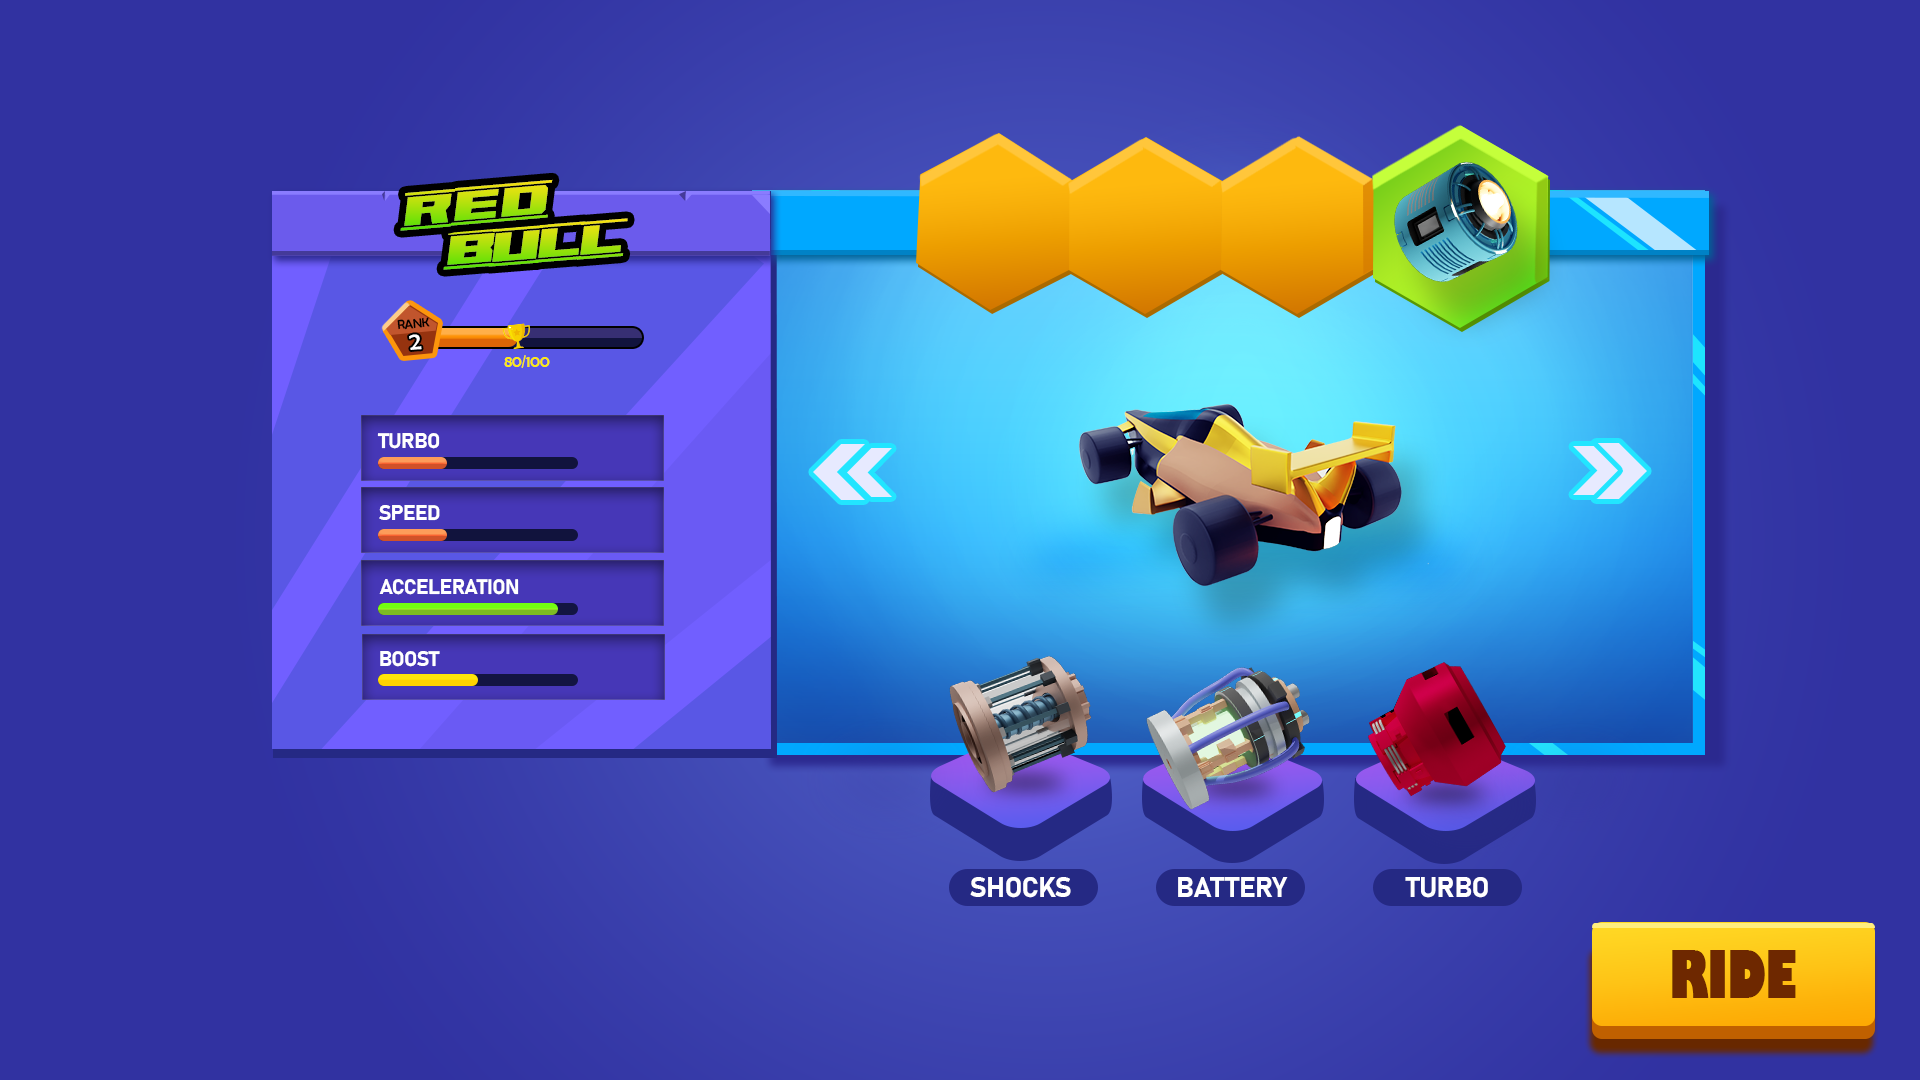 RED
BULL
RANK
2
80/100
TURBO
SPEED
ACCELERATION
BOOST
SHOCKS
BATTERY
TURBO
RIDE